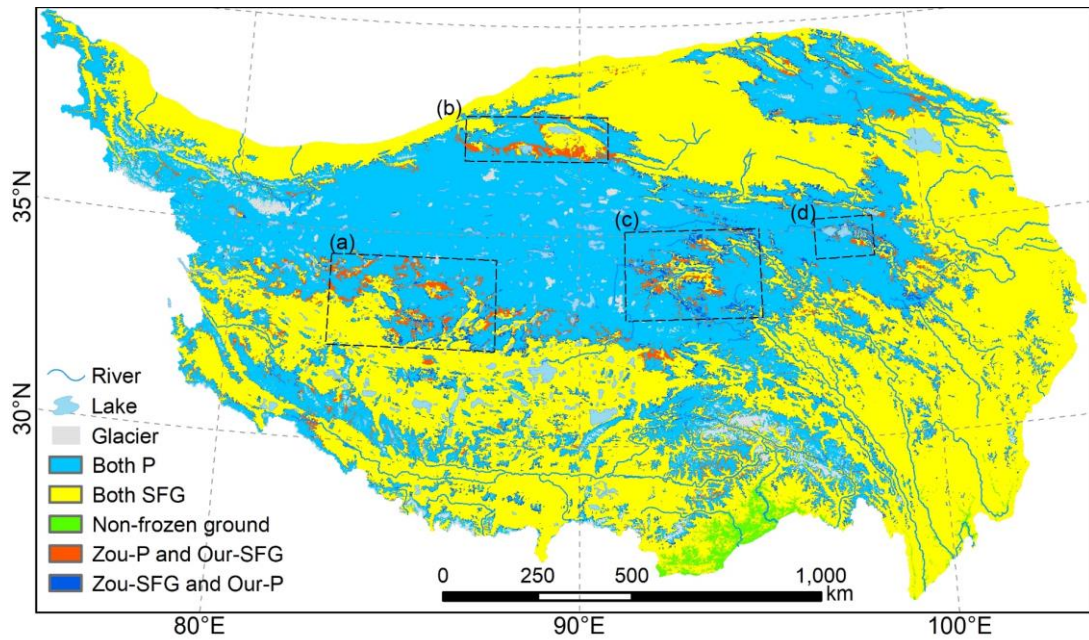 (b)
35°N
(d)
(c)
(a)
30°N
River
Lake
Glacier
Both P
Both SFG
Non-frozen ground
Zou-P and Our-SFG
Zou-SFG and Our-P
0 250 500 1,000
km
80°E 90°E 100°E